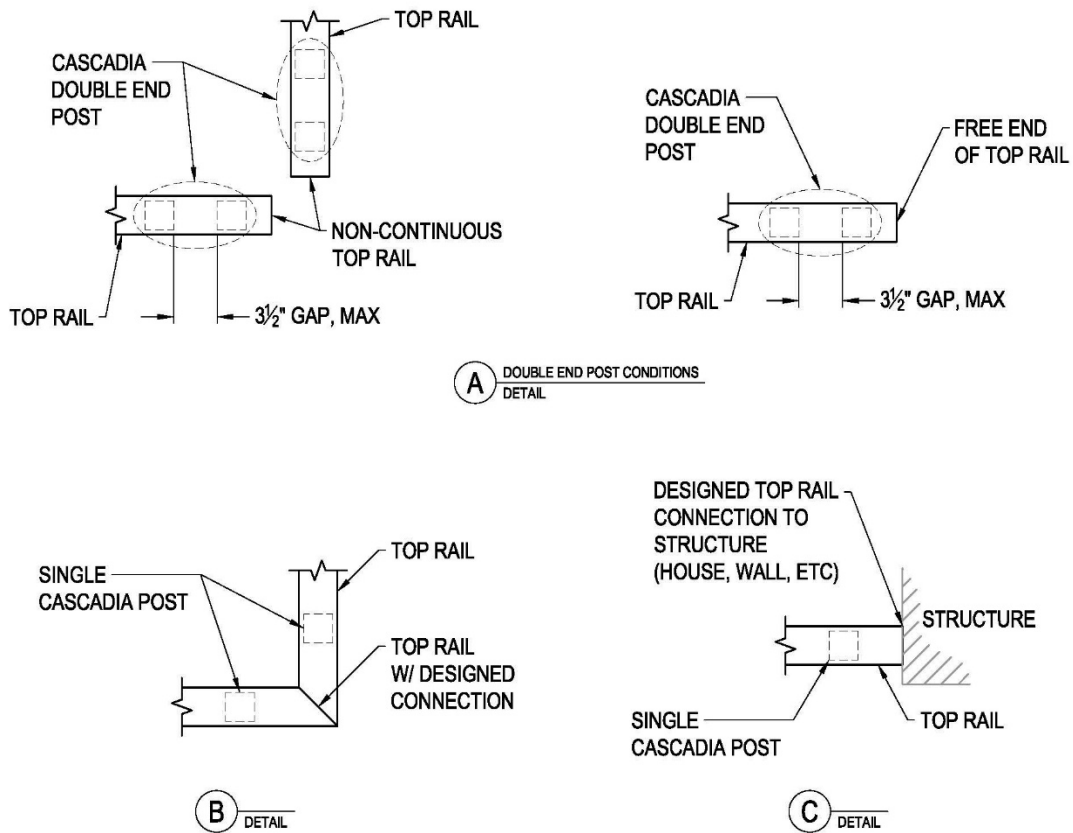 TOP RAIL
CASCADIA
DOUBLE END
POST
NON-CONTINUOUS
TOP RAIL
TOP RAIL
3½" GAP, MAX
CASCADIA
DOUBLE END
POST
FREE END
OF TOP RAIL
TOP RAIL
3½" GAP, MAX
A
DOUBLE END POST CONDITIONS
DETAIL
TOP RAIL
SINGLE
CASCADIA POST
TOP RAIL
W/ DESIGNED
CONNECTION
B
DETAIL
DESIGNED TOP RAIL
CONNECTION TO
STRUCTURE
(HOUSE, WALL, ETC)
STRUCTURE
SINGLE
CASCADIA POST
TOP RAIL
C
DETAIL